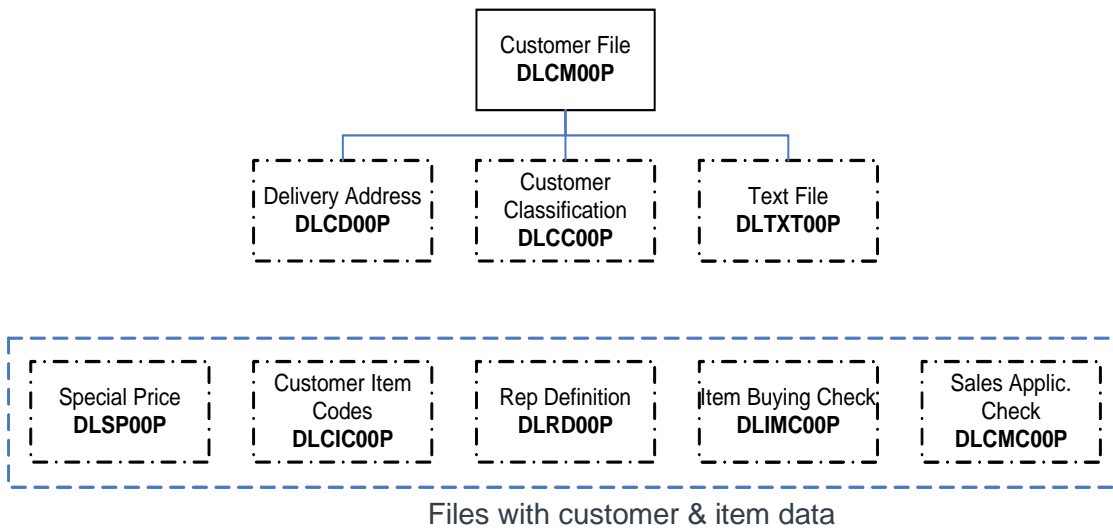 Customer File
DLCM00P
Delivery Address
DLCD00P
Customer
Classification
DLCC00P
Text File
DLTXT00P
Special Price
DLSP00P
Customer Item
Codes
DLCIC00P
Rep Definition
DLRD00P
Item Buying Check
DLIMC00P
Sales Applic.
Check
DLCMC00P
Files with customer & item data